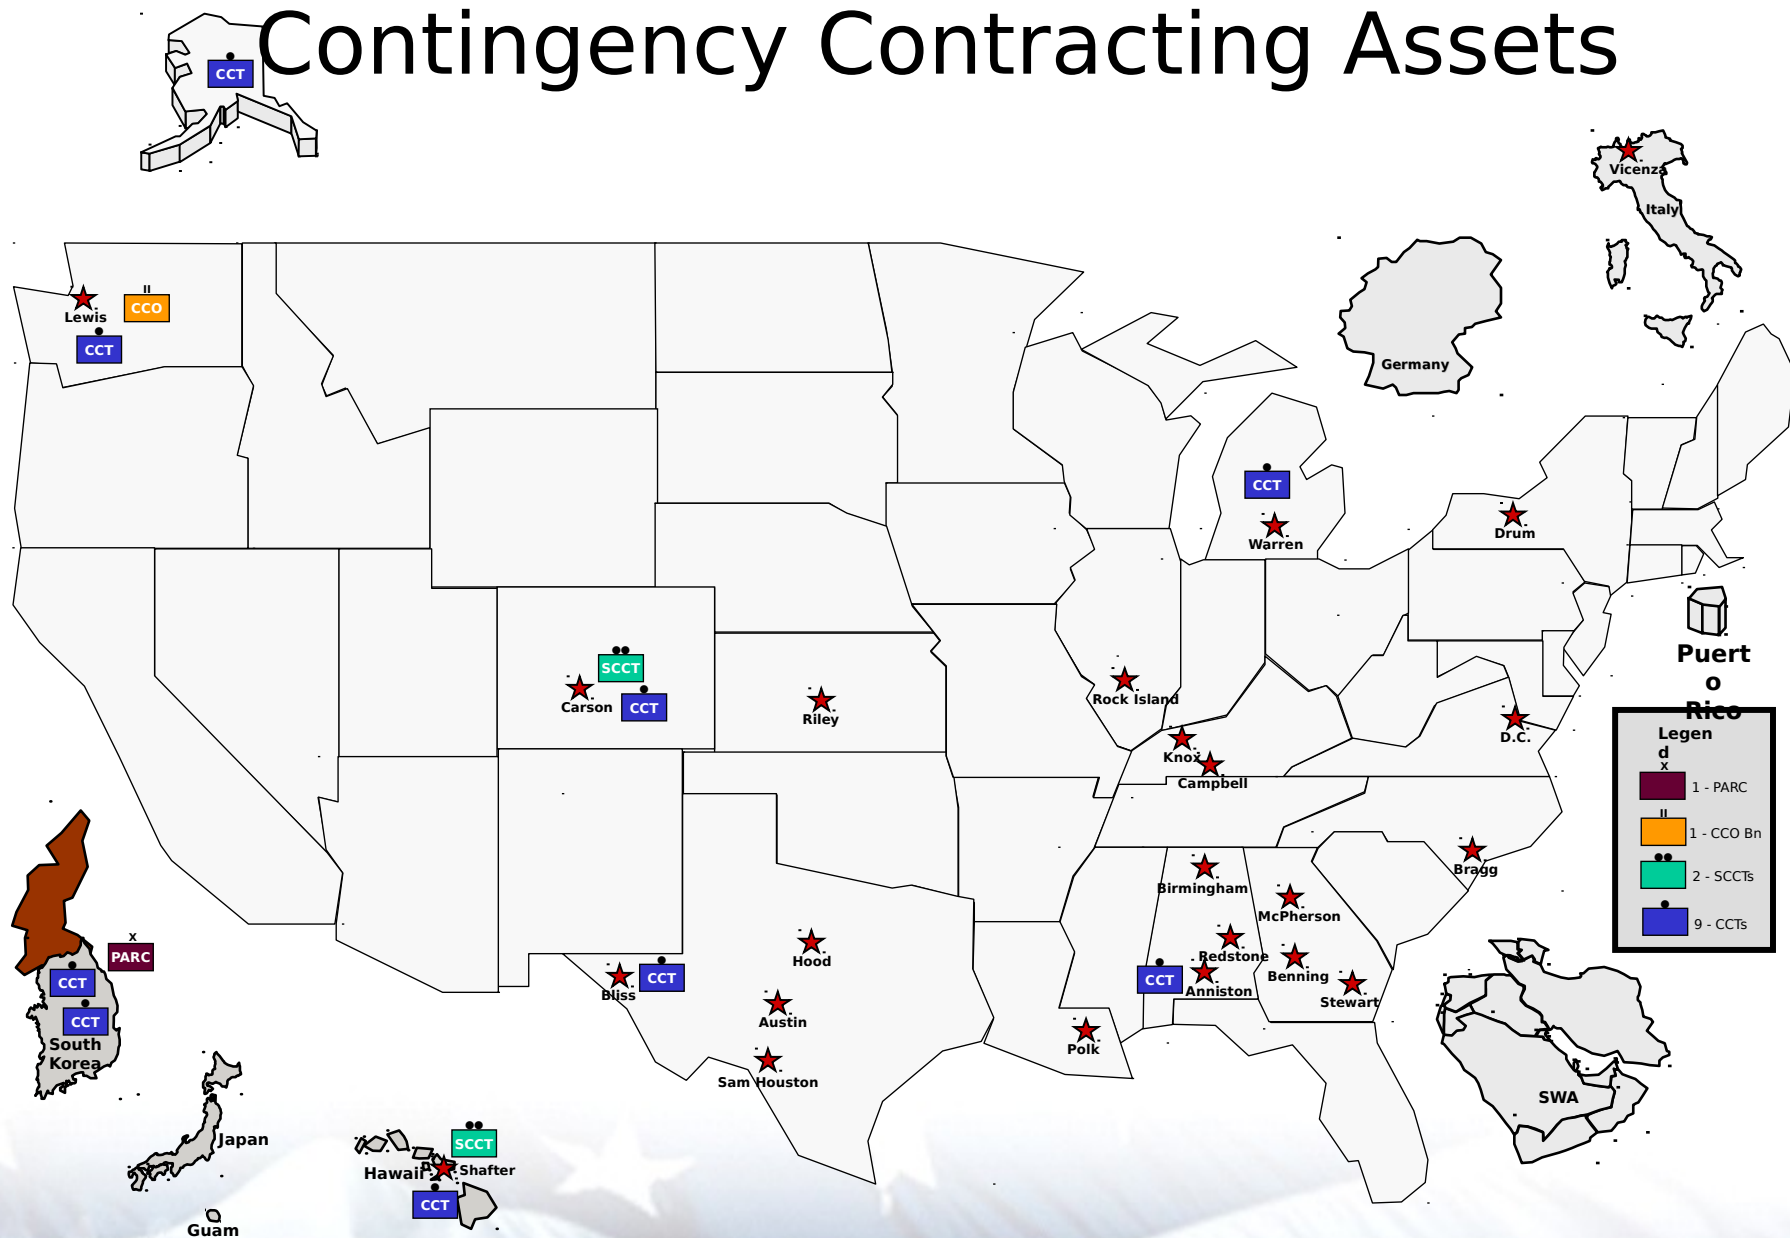 Contingency Contracting Assets
CCT
Vicenza
Italy
Germany
Lewis
II
CCO
CCT
CCT
Warren
Drum
Puert
o
Rico
SCCT
Carson
CCT
Riley
Rock Island
Knox
Campbell
D.C.
Legen
d
x
1 - PARC
II
1 - CCO Bn
2 - SCCTs
9 - CCTs
Birmingham
McPherson
Bragg
Redstone
Benning
CCT
Anniston
Stewart
Hood
Bliss
CCT
Austin
Sam Houston
Polk
x
PARC
CCT
CCT
South
Korea
Japan
Guam
SCCT
Hawaii
Shafter
CCT
SWA